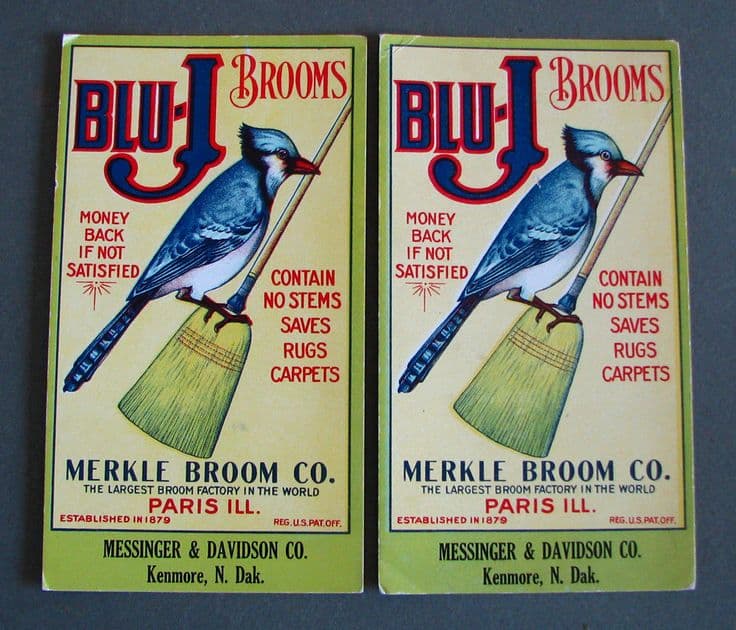 BLU-J BROOMS
MONEY
BACK
IF NOT
SATISFIED
CONTAIN
NO STEMS
SAVES
RUGS
CARPETS
MERKLE BROOM CO.
THE LARGEST BROOM FACTORY IN THE WORLD
PARIS ILL.
ESTABLISHED IN 1879 REG. U.S. PAT. OFF.
MESSINGER & DAVIDSON CO.
Kenmore, N. Dak.
BLU-J BROOMS
MONEY
BACK
IF NOT
SATISFIED
CONTAIN
NO STEMS
SAVES
RUGS
CARPETS
MERKLE BROOM CO.
THE LARGEST BROOM FACTORY IN THE WORLD
PARIS ILL.
ESTABLISHED IN 1879 REG. U.S. PAT. OFF.
MESSINGER & DAVIDSON CO.
Kenmore, N. Dak.